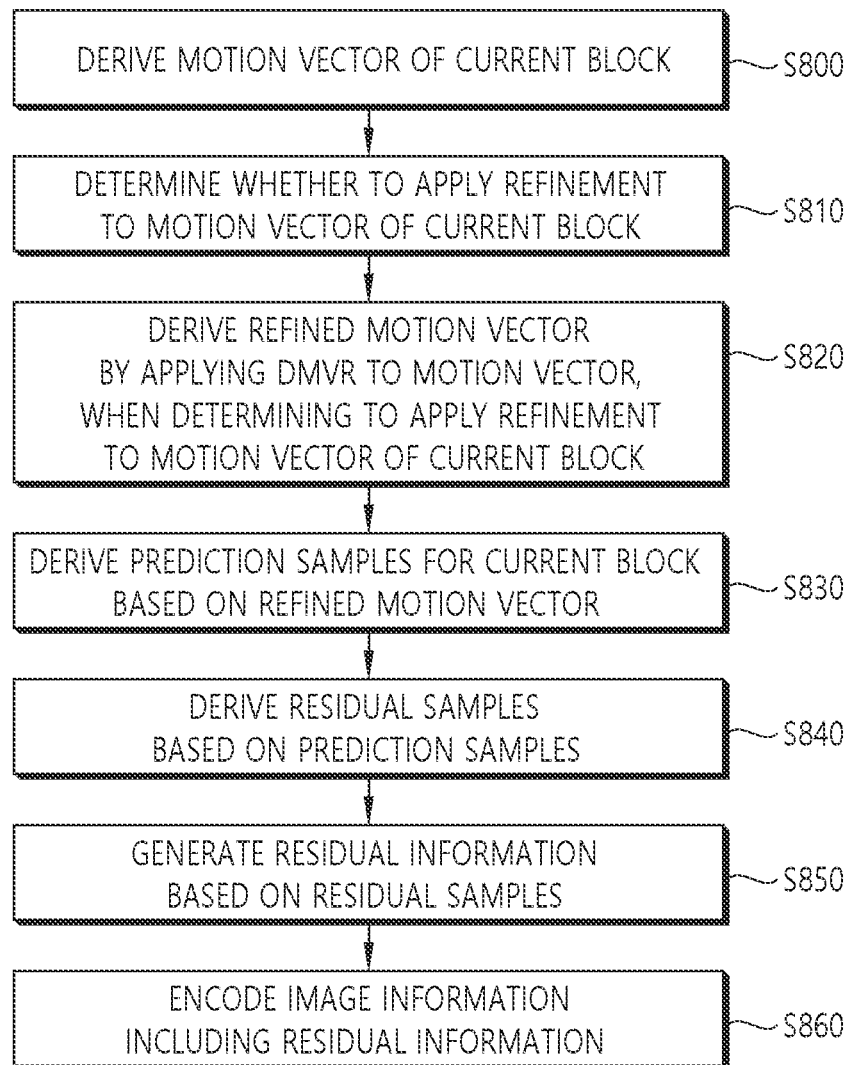 DERIVE MOTION VECTOR OF CURRENT BLOCK
S800
DETERMINE WHETHER TO APPLY REFINEMENT
TO MOTION VECTOR OF CURRENT BLOCK
S810
DERIVE REFINED MOTION VECTOR
BY APPLYING DMVR TO MOTION VECTOR,
WHEN DETERMINING TO APPLY REFINEMENT
TO MOTION VECTOR OF CURRENT BLOCK
S820
DERIVE PREDICTION SAMPLES FOR CURRENT BLOCK
BASED ON REFINED MOTION VECTOR
S830
DERIVE RESIDUAL SAMPLES
BASED ON PREDICTION SAMPLES
S840
GENERATE RESIDUAL INFORMATION
BASED ON RESIDUAL SAMPLES
S850
ENCODE IMAGE INFORMATION
INCLUDING RESIDUAL INFORMATION
S860